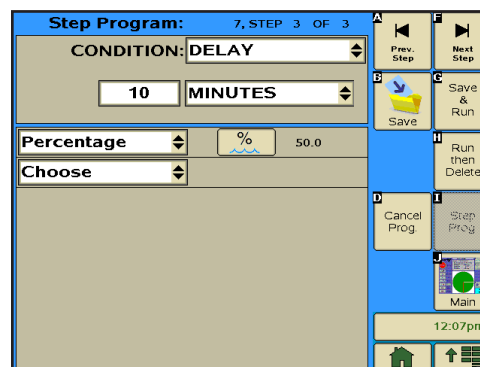 Step Program: 7, STEP 3 OF 3
CONDITION: DELAY
10 MINUTES
Percentage % 50.0
Choose
A
Prev.
Step
F
Next
Step
B
Save
G
Save
&
Run
H
Run
then
Delete
D
Cancel
Prog.
I
Step
Prog
J
Main
12:07pm